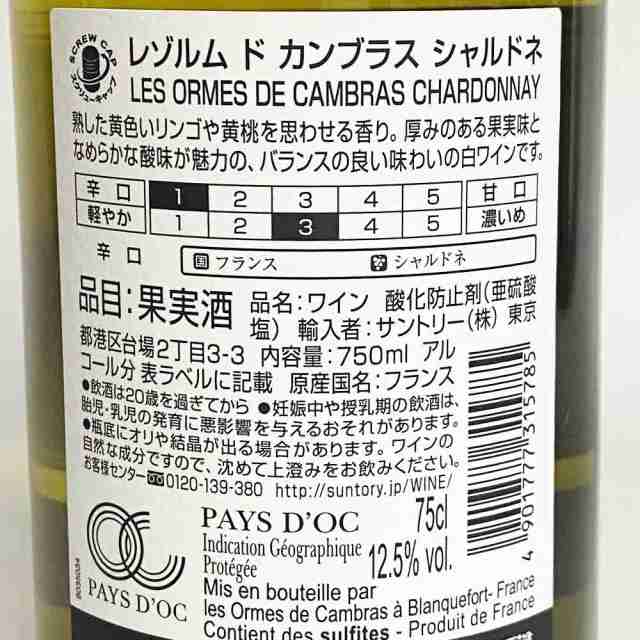 SCREW CAP
スクリューキャップ
レゾルム ド カンブラス シャルドネ
LES ORMES DE CAMBRAS CHARDONNAY
熟した黄色いリンゴや黄桃を思わせる香り。厚みのある果実味と
なめらかな酸味が魅力の、バランスの良い味わいの白ワインです。
辛 口 1 2 3 4 5 甘 口
軽やか 1 2 3 4 5 濃いめ
辛 口 国 フランス シャルドネ
品目:果実酒 品名:ワイン 酸化防止剤(亜硫酸
塩) 輸入者:サントリー(株) 東京
都港区台場2丁目3-3 内容量:750ml アル
コール分 表ラベルに記載 原産国名:フランス
●飲酒は20歳を過ぎてから ●妊娠中や授乳期の飲酒は、
胎児・乳児の発育に悪影響を与えるおそれがあります。
●瓶底にオリや結晶が出る場合があります。ワインの
自然な成分ですので、沈めて上澄みをお飲みください。
お客様センター 0120-139-380 http://suntory.jp/WINE/
4 901777 315785
PAYS D'OC 75cl
Indication Géographique
Protégée 12.5% vol.
PAYS D'OC
Mis en bouteille par
les Ormes de Cambras à Blanquefort- France
Contient des sulfites - Produit de France